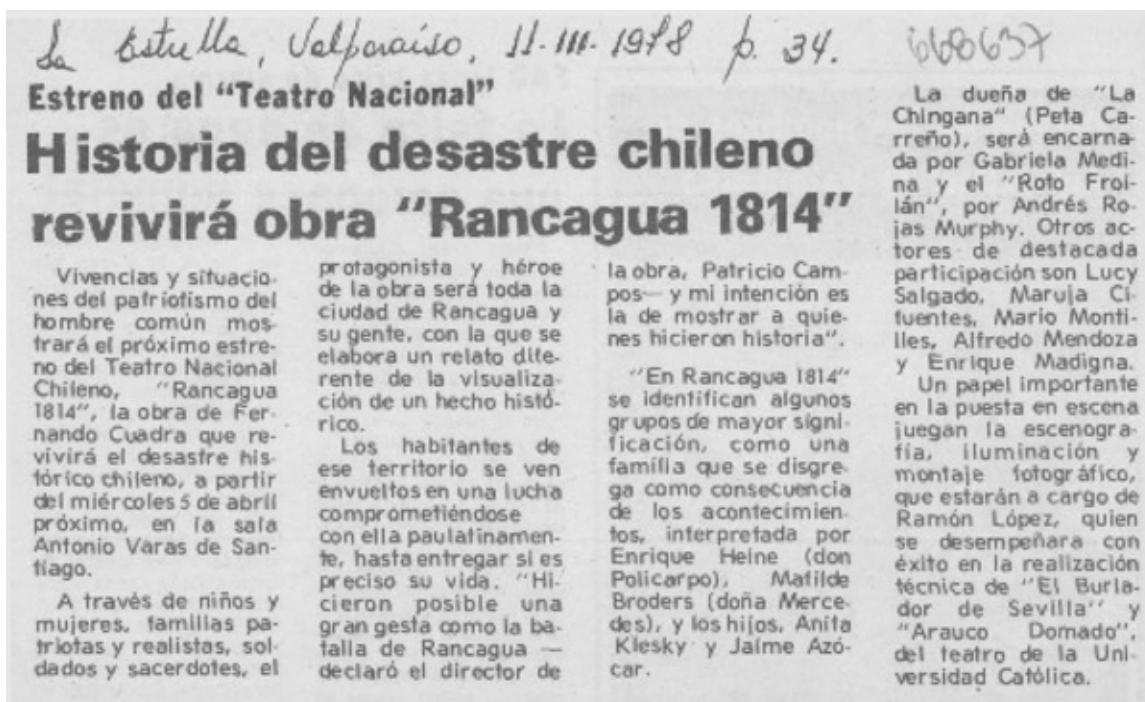 La Estrella, Valparaíso, 11-III-1978 p. 34.
668637
Estreno del "Teatro Nacional"
Historia del desastre chileno
revivirá obra "Rancagua 1814"
Vivencias y situacio-
nes del patriotismo del
hombre común mos-
trará el próximo estre-
no del Teatro Nacional
Chileno, "Rancagua
1814", la obra de Fer-
nando Cuadra que re-
vivirá el desastre his-
tórico chileno, a partir
del miércoles 5 de abril
próximo, en la sala
Antonio Varas de San-
tiago.
A través de niños y
mujeres, familias pa-
triotas y realistas, sol-
dados y sacerdotes, el
protagonista y héroe
de la obra será toda la
ciudad de Rancagua y
su gente, con la que se
elabora un relato dife-
rente de la visualiza-
ción de un hecho histó-
rico.
Los habitantes de
ese territorio se ven
envueltos en una lucha
comprometiéndose
con ella paulatinamen-
te, hasta entregar si es
preciso su vida. "Hi-
cieron posible una
gran gesta como la ba-
talla de Rancagua —
declaró el director de
la obra, Patricio Cam-
pos— y mi intención es
la de mostrar a quie-
nes hicieron historia".
"En Rancagua 1814"
se identifican algunos
grupos de mayor signi-
ficación, como una
familia que se disgre-
ga como consecuencia
de los acontecimien-
tos, interpretada por
Enrique Heine (don
Policarpo), Matilde
Broders (doña Merce-
des), y los hijos, Anita
Klesky y Jaime Azó-
car.
La dueña de "La
Chingana" (Peta Ca-
rreño), será encarna-
da por Gabriela Medi-
na y el "Roto Froi-
lán", por Andrés Ro-
jas Murphy. Otros ac-
tores de destacada
participación son Lucy
Salgado, Maruja Ci-
fuentes, Mario Monti-
lles, Alfredo Mendoza
y Enrique Madigna.
Un papel importante
en la puesta en escena
juegan la escenogra-
fía, iluminación y
montaje fotográfico,
que estarán a cargo de
Ramón López, quien
se desempeñara con
éxito en la realización
técnica de "El Burla-
dor de Sevilla" y
"Arauco Domado",
del teatro de la Uni-
versidad Católica.